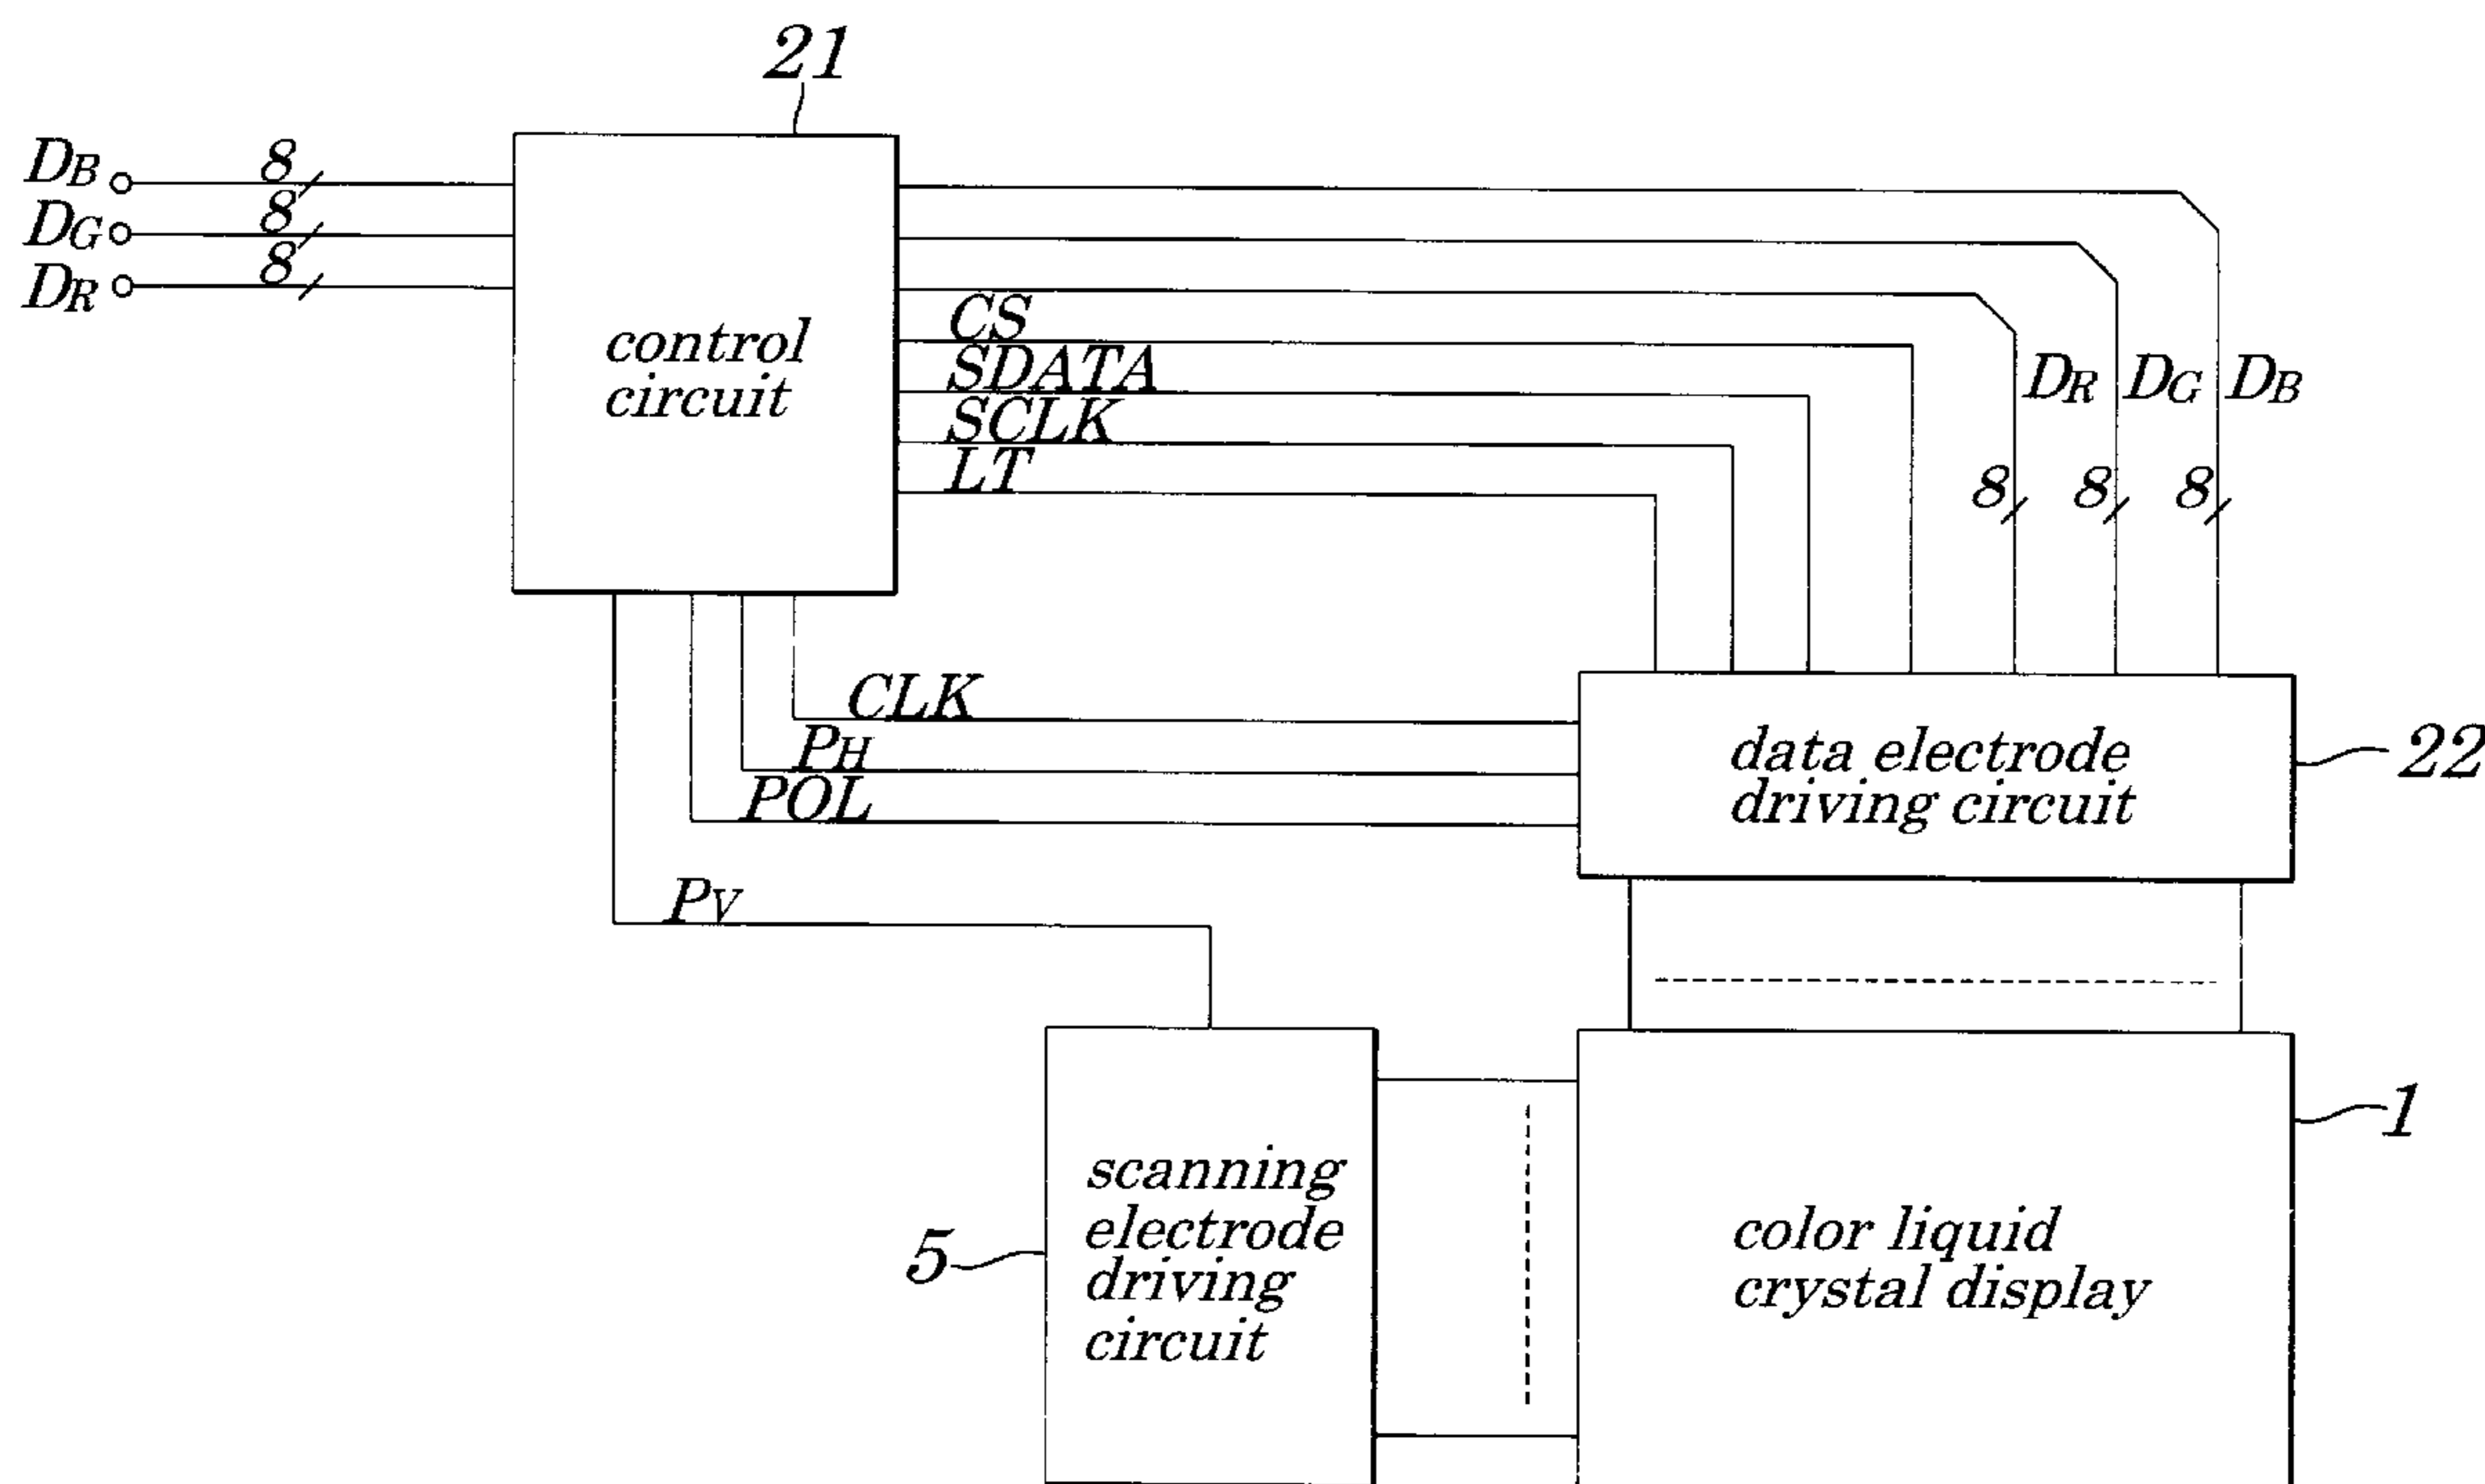 21
DB 8
DG 8
DR 8
control
circuit
CS
SDATA
SCLK
LT
DR DG DB
8 8 8
CLK
PH
POL
PV
data electrode
driving circuit
22
1
5
scanning
electrode
driving
circuit
color liquid
crystal display